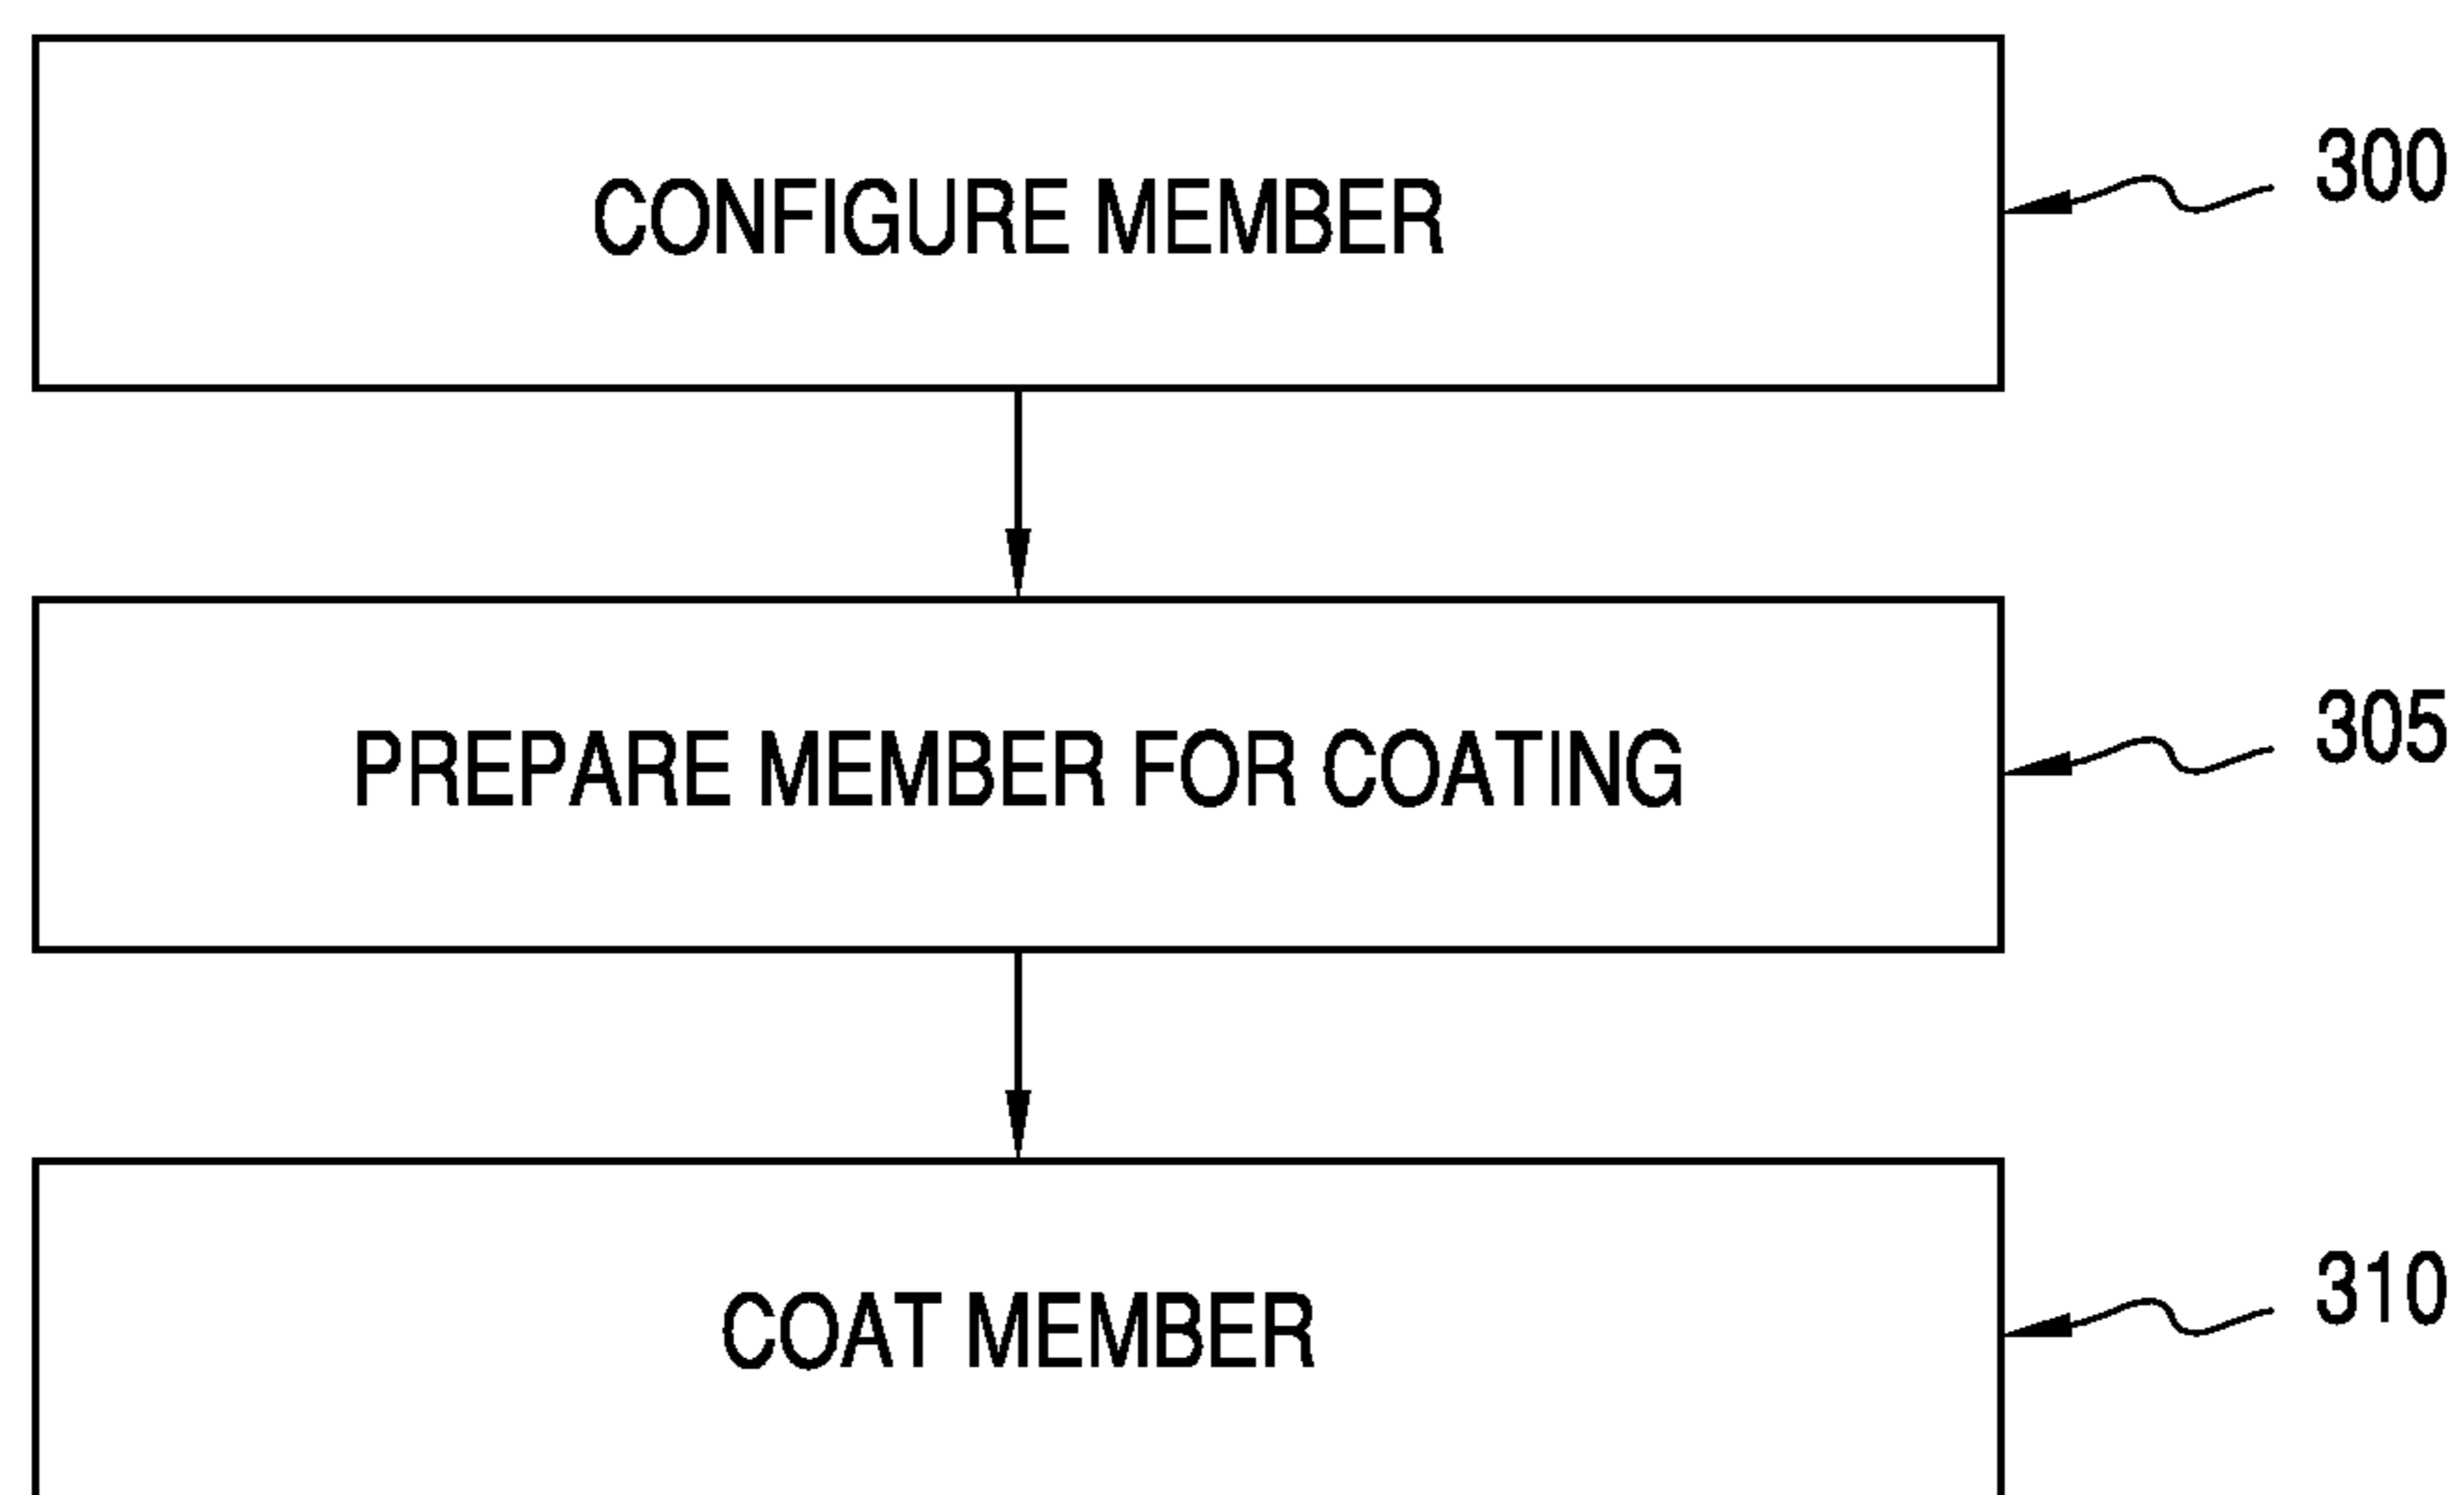 CONFIGURE MEMBER
300
PREPARE MEMBER FOR COATING
305
COAT MEMBER
310